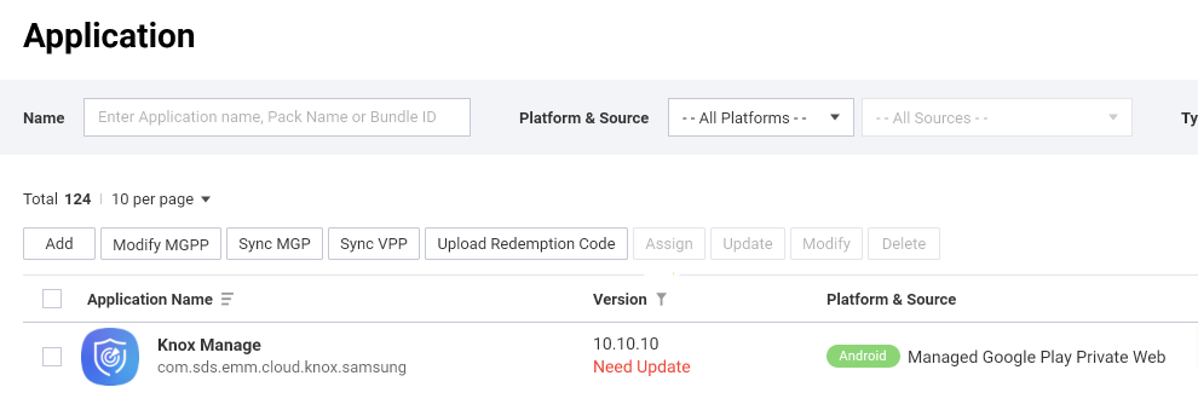 Application
Name Enter Application name, Pack Name or Bundle ID Platform & Source - - All Platforms - - - - All Sources - - Ty
Total 124 10 per page
Add Modify MGPP Sync MGP Sync VPP Upload Redemption Code Assign Update Modify Delete
Application Name Version Platform & Source
Knox Manage 10.10.10 Android Managed Google Play Private Web
com.sds.emm.cloud.knox.samsung Need Update